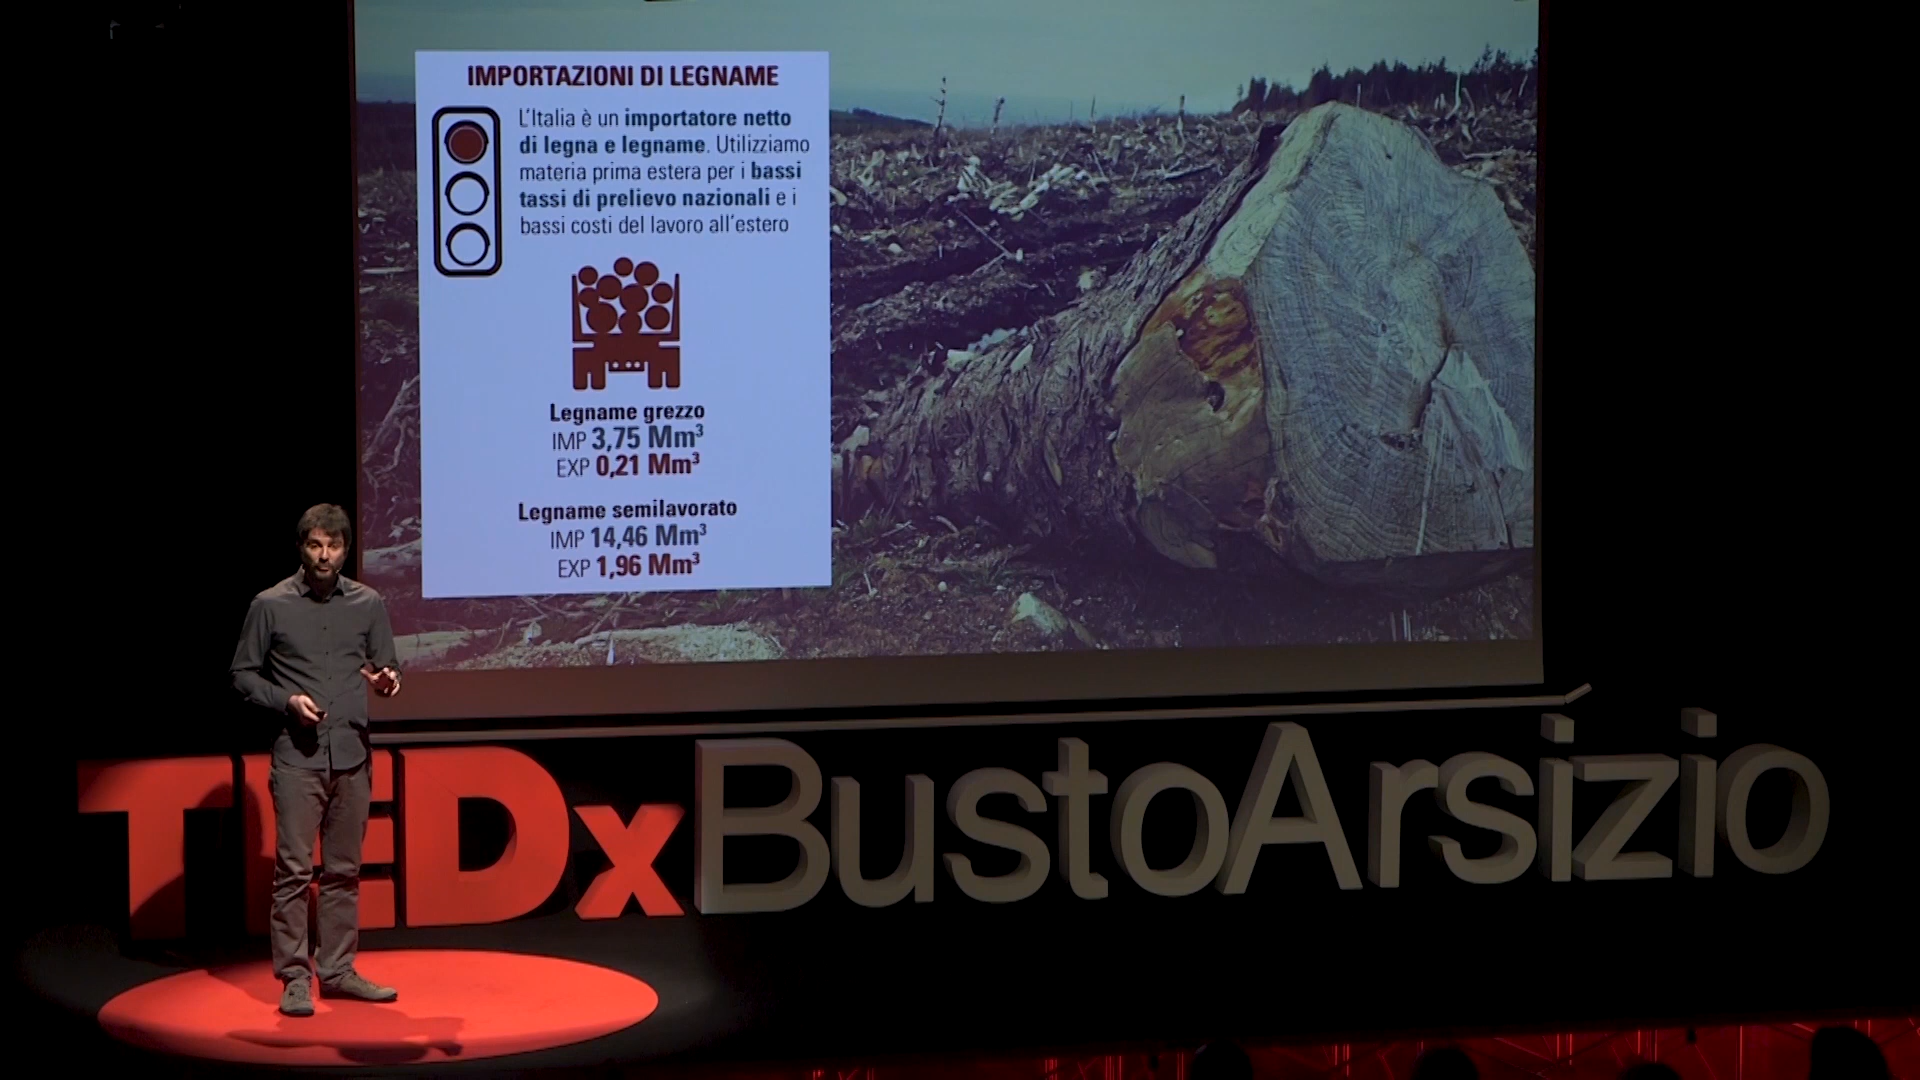 IMPORTAZIONI DI LEGNAME
L'Italia è un importatore netto
di legna e legname. Utilizziamo
materia prima estera per i bassi
tassi di prelievo nazionali e i
bassi costi del lavoro all'estero
Legname grezzo
IMP 3,75 Mm³
EXP 0,21 Mm³
Legname semilavorato
IMP 14,46 Mm³
EXP 1,96 Mm³
TEDxBustoArsizio